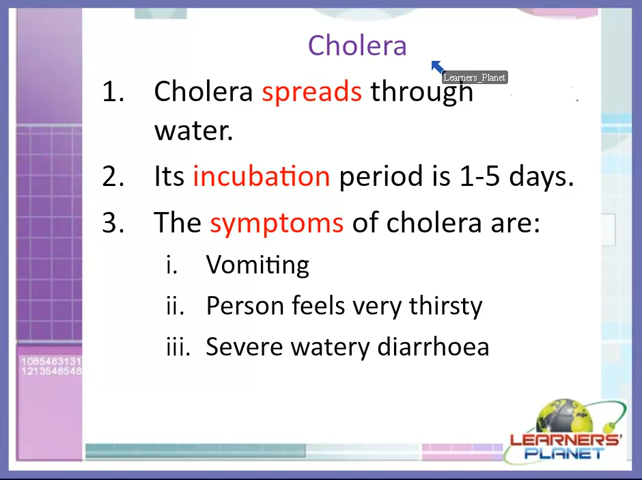 Cholera
Learners_Planet
1. Cholera spreads through
water.
2. Its incubation period is 1-5 days.
3. The symptoms of cholera are:
i. Vomiting
ii. Person feels very thirsty
iii. Severe watery diarrhoea
1085483131
1213546546
LEARNERS'
PLANET